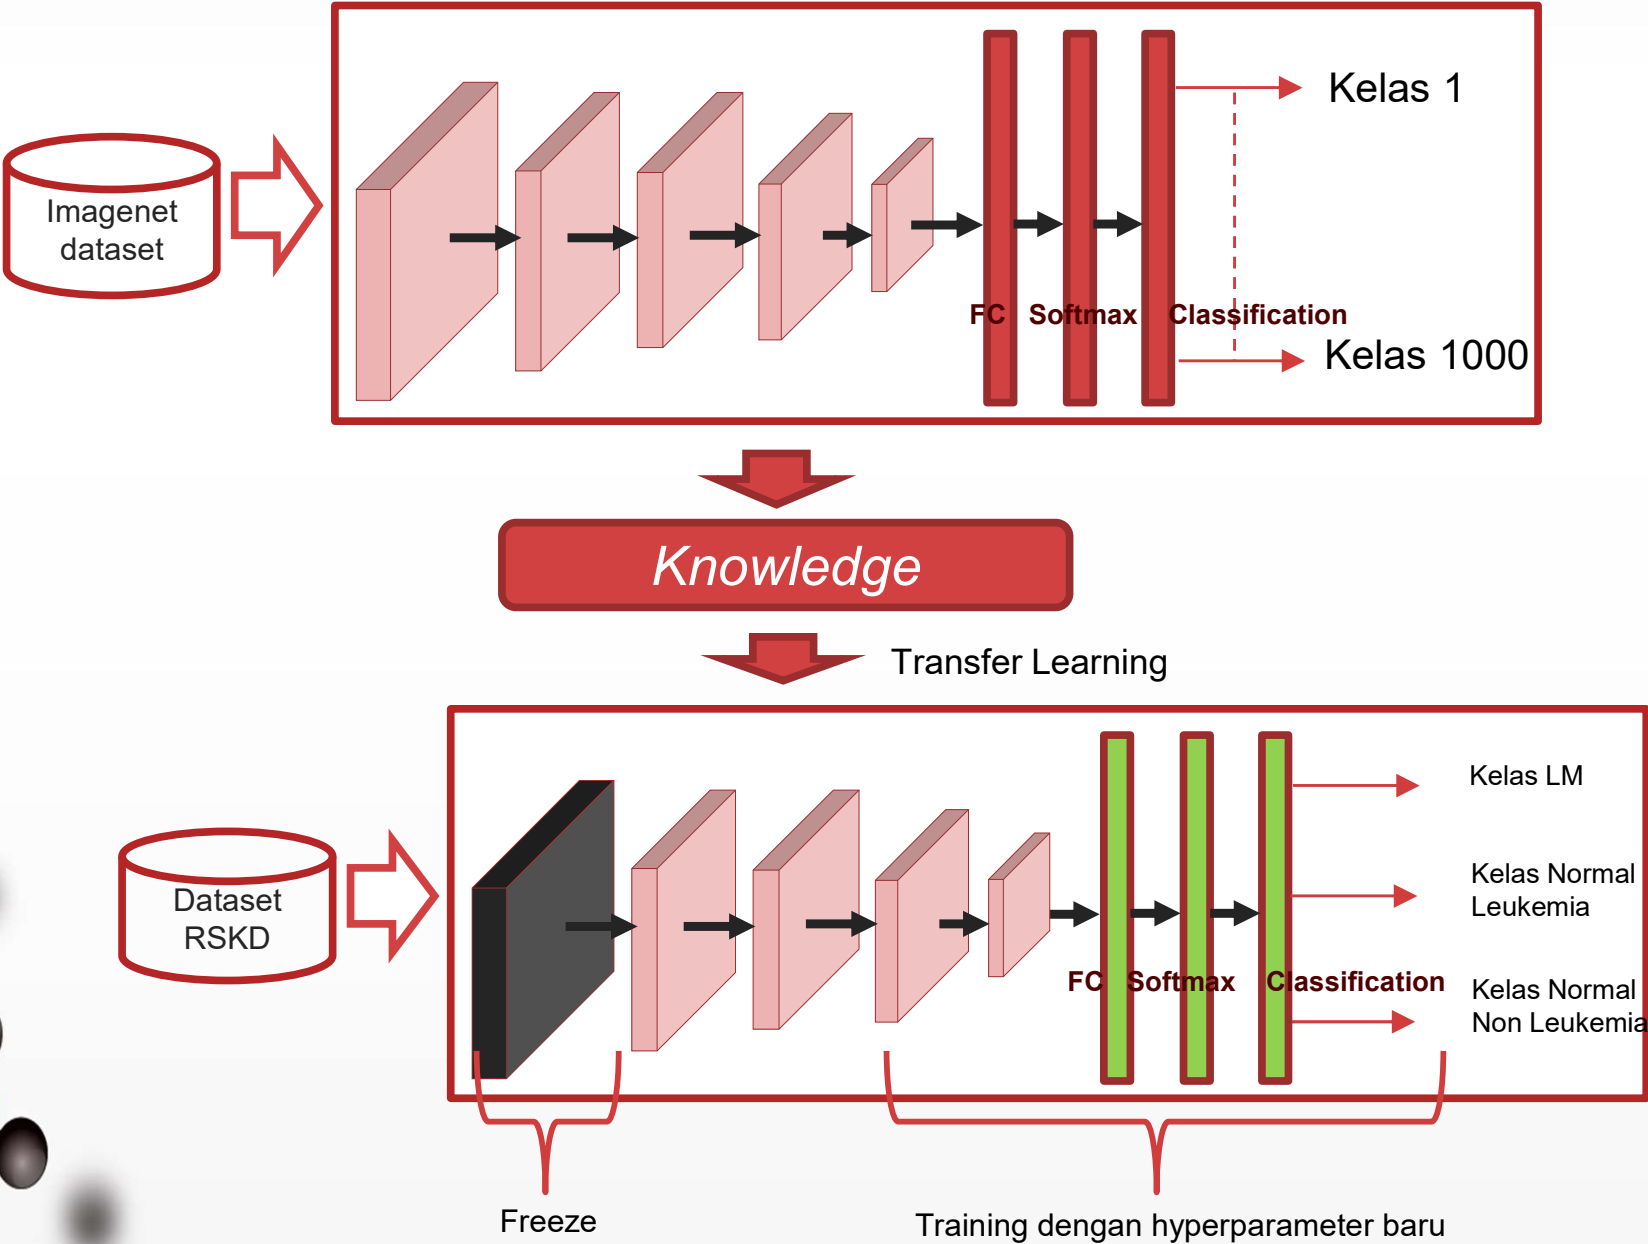 Imagenet
dataset
Kelas 1
FC Softmax Classification
Kelas 1000
Knowledge
Transfer Learning
Dataset
RSKD
Kelas LM
Kelas Normal
Leukemia
FC Softmax Classification
Kelas Normal
Non Leukemia
Freeze
Training dengan hyperparameter baru